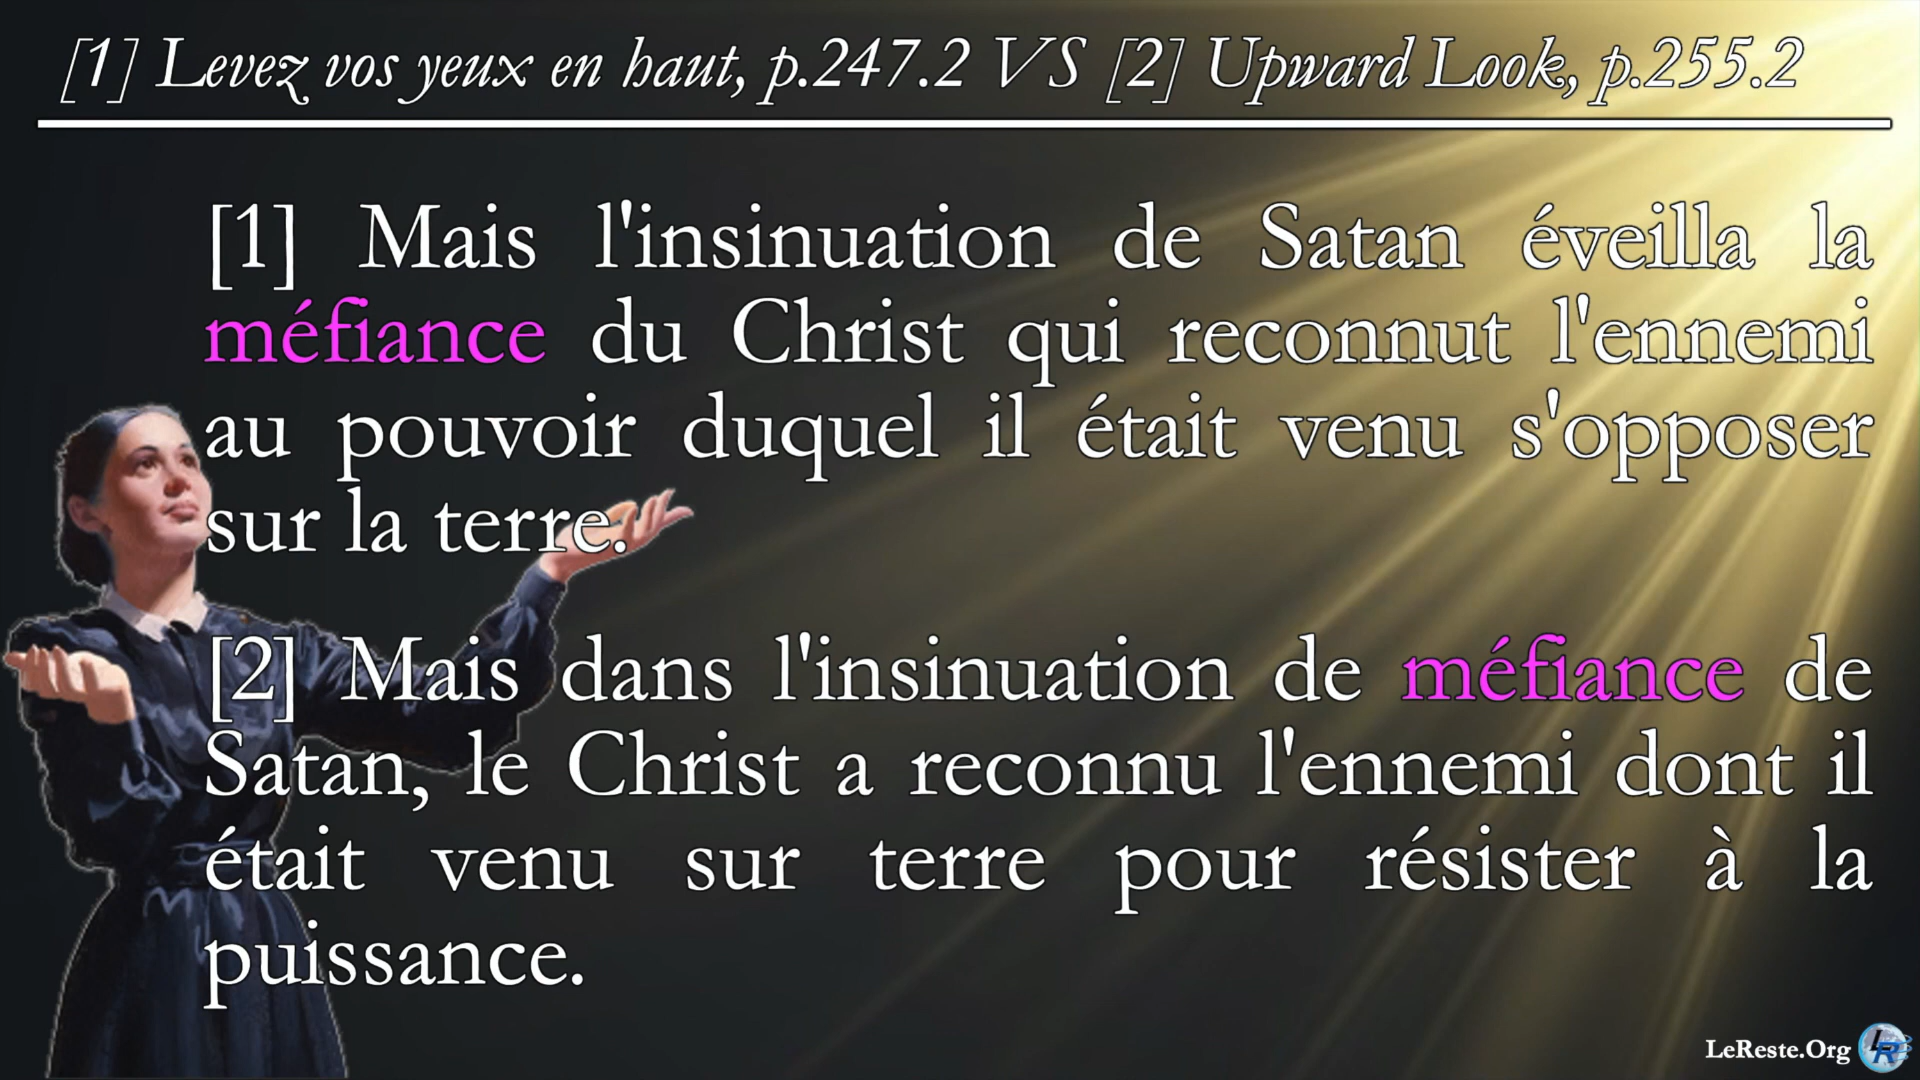 [1] Levez vos yeux en haut, p.247.2 VS [2] Upward Look, p.255.2
[1] Mais l'insinuation de Satan éveilla la
méfiance du Christ qui reconnut l'ennemi
au pouvoir duquel il était venu s'opposer
sur la terre.
[2] Mais dans l'insinuation de méfiance de
Satan, le Christ a reconnu l'ennemi dont il
était venu sur terre pour résister à la
puissance.
LeReste.Org
LR